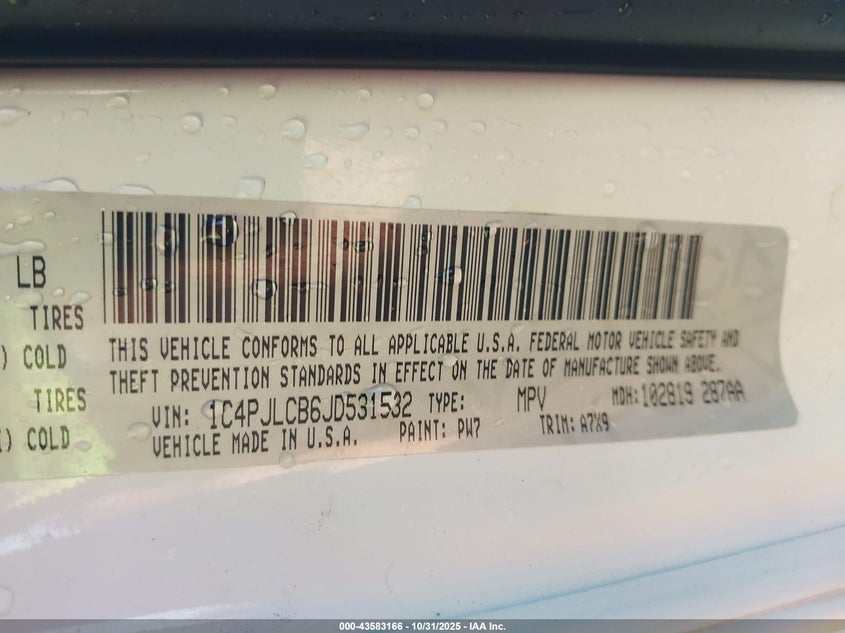 LB
TIRES
) COLD
TIRES
) COLD
THIS VEHICLE CONFORMS TO ALL APPLICABLE U.S.A. FEDERAL MOTOR VEHICLE SAFETY AND
THEFT PREVENTION STANDARDS IN EFFECT ON THE DATE OF MANUFACTURE SHOWN ABOVE.
VIN: 1C4PJLCB6JD531532 TYPE: MPV MDH:102819 287AA
VEHICLE MADE IN U.S.A. PAINT: PW7 TRIM: A7X9
000-43583166 - 10/31/2025 - IAA Inc.